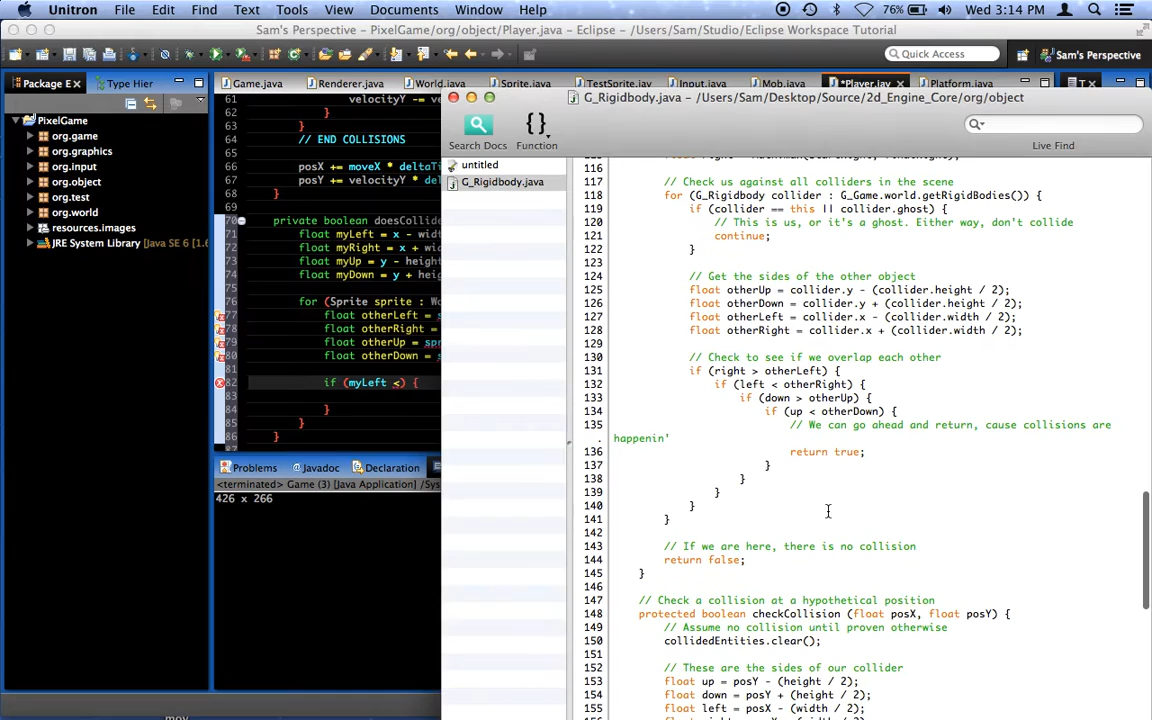 Unitron File Edit Find Text Tools View Documents Window Help 76% Wed 3:14 PM
Sam's Perspective - PixelGame/org/object/Player.java - Eclipse - /Users/Sam/Studio/Eclipse Workspace Tutorial
Quick Access Sam's Perspective
Package E Type Hier
PixelGame
org.game
org.graphics
org.input
org.object
org.test
org.world
resources.images
JRE System Library [Java SE 6 [1.6
Game.java Renderer.java World.java Sprite.java TestSprite.jav Input.java Mob.java *Player.jav Platform.java
61 velocityY -=
62 }
63 }
64 // END COLLISIONS
65
66 posX += moveX * deltaTi
67 posY += velocityY * del
68 }
69
70 private boolean doesCollid
71 float myLeft = x - widt
72 float myRight = x + wid
73 float myUp = y - height
74 float myDown = y + heig
75
76 for (Sprite sprite : Wo
77 float otherLeft = s
78 float otherRight =
79 float otherUp = spr
80 float otherDown = s
81
82 if (myLeft <) {
83
84 }
85 }
86 }
87
Problems Javadoc Declaration
<terminated> Game (3) [Java Application] /Sys
426 x 266
G_Rigidbody.java - /Users/Sam/Desktop/Source/2d_Engine_Core/org/object
Search Docs Function Live Find
untitled
G_Rigidbody.java
116
117 // Check us against all colliders in the scene
118 for (G_Rigidbody collider : G_Game.world.getRigidBodies()) {
119 if (collider == this || collider.ghost) {
120 // This is us, or it's a ghost. Either way, don't collide
121 continue;
122 }
123
124 // Get the sides of the other object
125 float otherUp = collider.y - (collider.height / 2);
126 float otherDown = collider.y + (collider.height / 2);
127 float otherLeft = collider.x - (collider.width / 2);
128 float otherRight = collider.x + (collider.width / 2);
129
130 // Check to see if we overlap each other
131 if (right > otherLeft) {
132 if (left < otherRight) {
133 if (down > otherUp) {
134 if (up < otherDown) {
135 // We can go ahead and return, cause collisions are
. happenin'
136 return true;
137 }
138 }
139 }
140 }
141 }
142
143 // If we are here, there is no collision
144 return false;
145 }
146
147 // Check a collision at a hypothetical position
148 protected boolean checkCollision (float posX, float posY) {
149 // Assume no collision until proven otherwise
150 collidedEntities.clear();
151
152 // These are the sides of our collider
153 float up = posY - (height / 2);
154 float down = posY + (height / 2);
155 float left = posX - (width / 2);